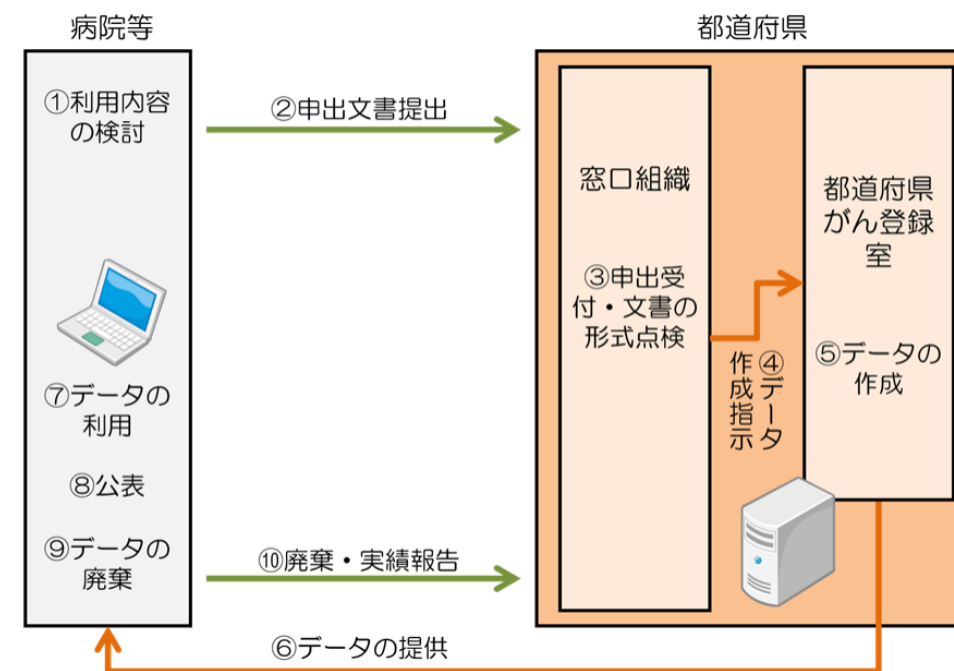 病院等
①利用内容
の検討
⑦データの
利用
⑧公表
⑨データの
廃棄
②申出文書提出
⑩廃棄・実績報告
⑥データの提供
都道府県
窓口組織
③申出受
付・文書の
形式点検
④データ
作成指示
都道府県
がん登録
室
⑤データの
作成